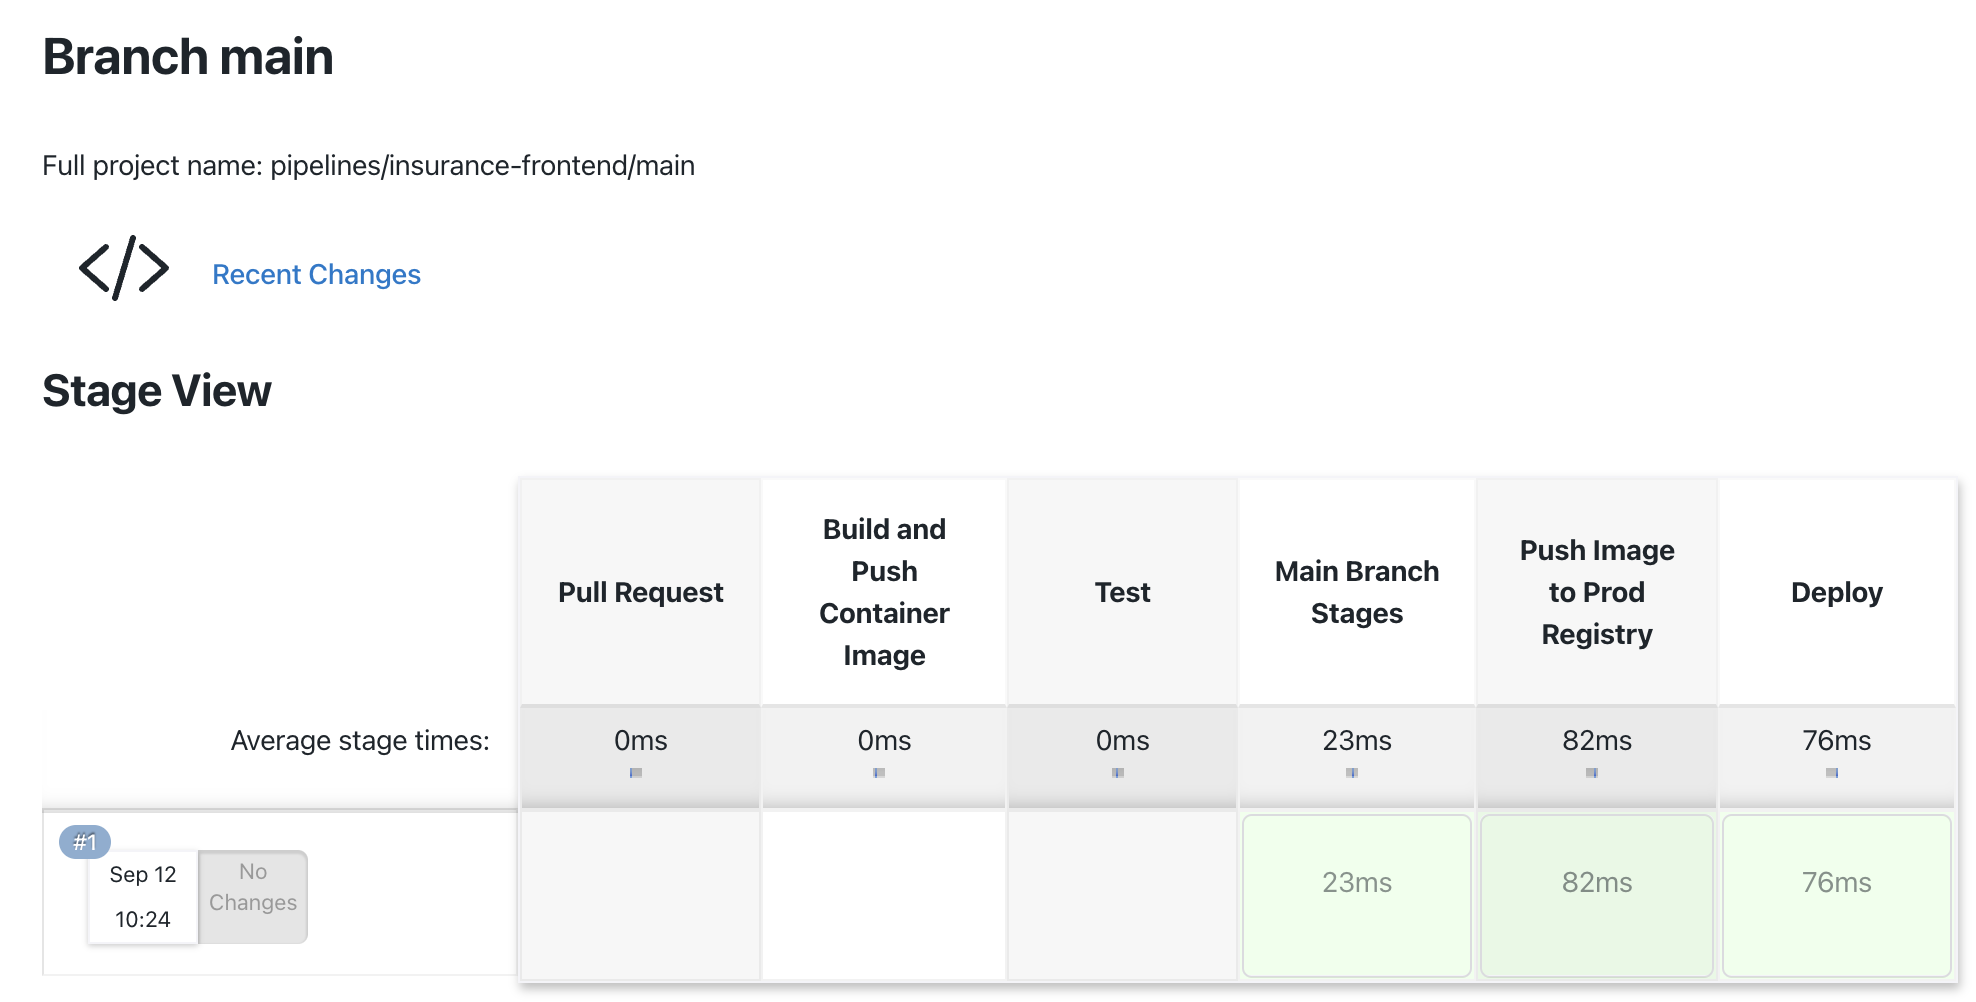 Branch main
Full project name: pipelines/insurance-frontend/main
Recent Changes
Stage View
Pull Request
Build and
Push
Container
Image
Test
Main Branch
Stages
Push Image
to Prod
Registry
Deploy
Average stage times:
0ms
0ms
0ms
23ms
82ms
76ms
#1
Sep 12
10:24
No
Changes
23ms
82ms
76ms